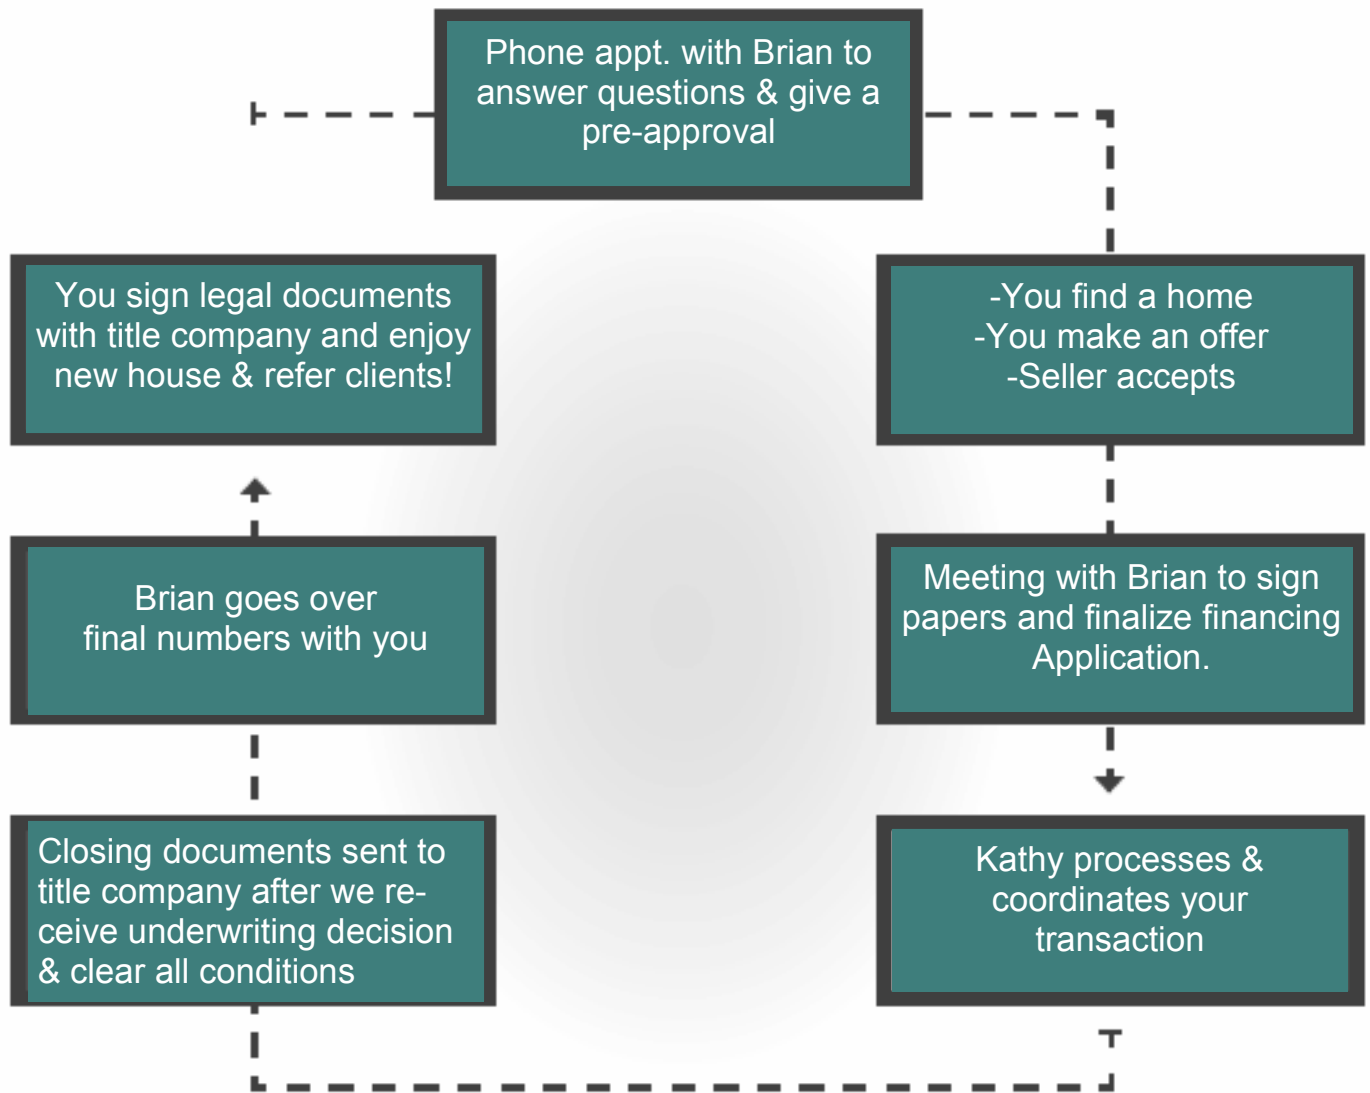 Phone appt. with Brian to
answer questions & give a
pre-approval
You sign legal documents
with title company and enjoy
new house & refer clients!
-You find a home
-You make an offer
-Seller accepts
Brian goes over
final numbers with you
Meeting with Brian to sign
papers and finalize financing
Application.
Closing documents sent to
title company after we re-
ceive underwriting decision
& clear all conditions
Kathy processes &
coordinates your
transaction